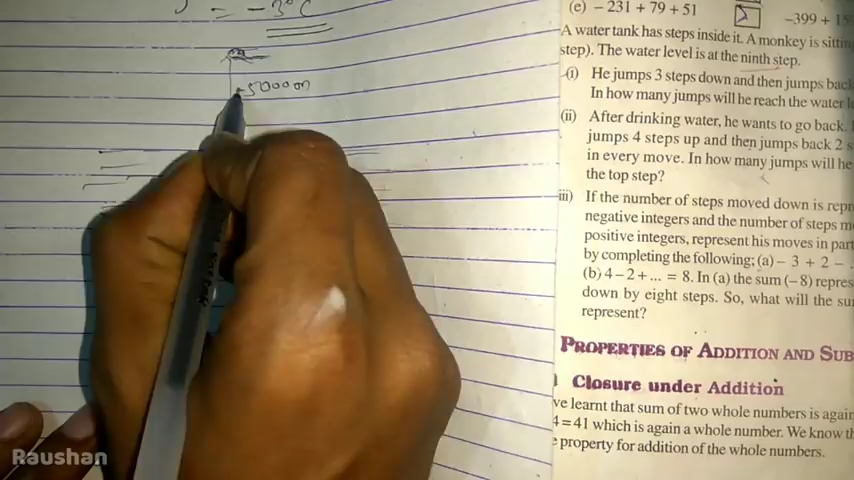 = -3°C
5000m
(e) – 231 + 79 + 51
-399 + 15
A water tank has steps inside it. A monkey is sittin
step). The water level is at the ninth step.
(i) He jumps 3 steps down and then jumps back
In how many jumps will he reach the water l
(ii) After drinking water, he wants to go back.
jumps 4 steps up and then jumps back 2 s
in every move. In how many jumps will he
the top step?
iii) If the number of steps moved down is repr
negative integers and the number of steps m
positive integers, represent his moves in part
by completing the following; (a) – 3 + 2 –
(b) 4 – 2 + ... = 8. In (a) the sum (– 8) repres
down by eight steps. So, what will the su
represent?
PROPERTIES OF ADDITION AND SUB
Closure under Addition
ve learnt that sum of two whole numbers is again
4 = 41 which is again a whole number. We know th
property for addition of the whole numbers.
Raushan